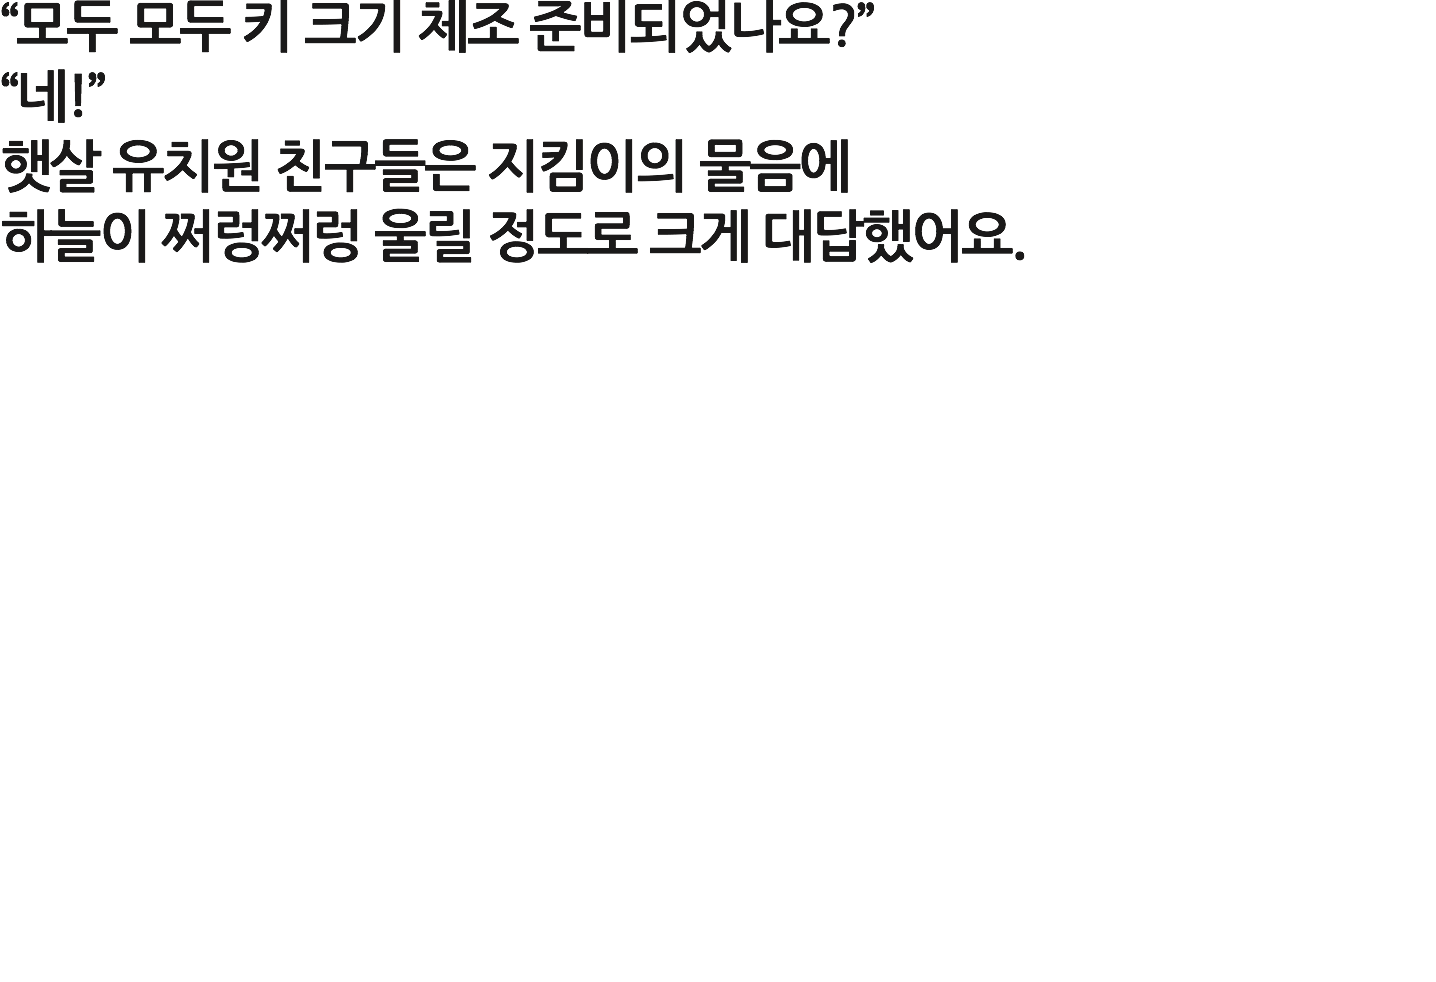 “모두 모두 키 크기 체조 준비되었나요?”
“네!”
햇살 유치원 친구들은 지킴이의 물음에
하늘이 쩌렁쩌렁 울릴 정도로 크게 대답했어요.